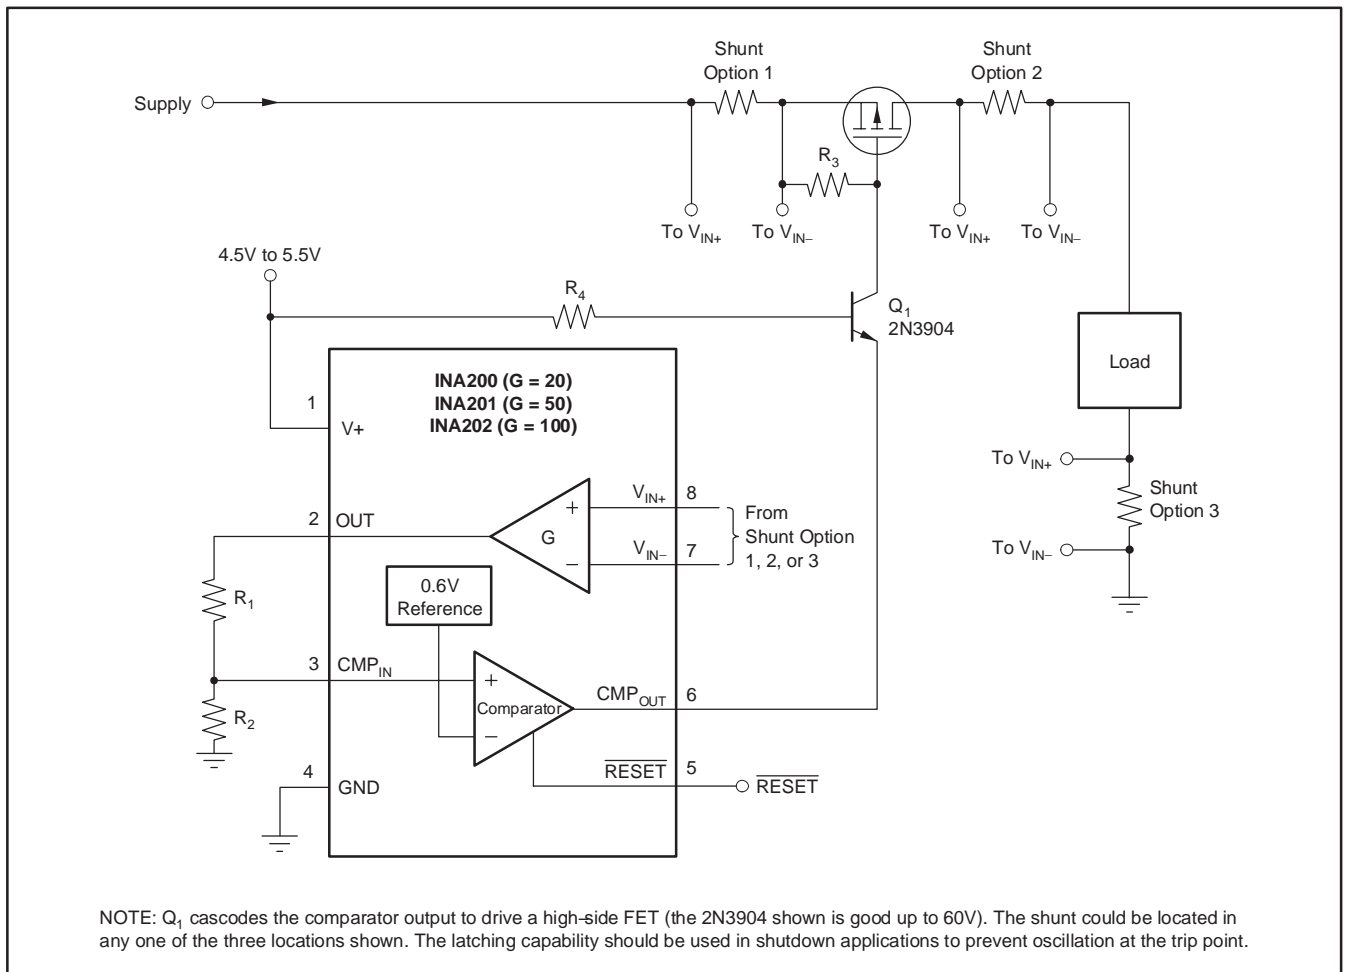 Shunt
Option 1
Shunt
Option 2
Supply
R3
To VIN+
To VIN–
To VIN+
To VIN–
4.5V to 5.5V
R4
Q1
2N3904
Load
INA200 (G = 20)
INA201 (G = 50)
INA202 (G = 100)
1
V+
To VIN+
Shunt
Option 3
To VIN–
VIN+
8
2
OUT
G
+
–
VIN–
7
From
Shunt Option
1, 2, or 3
0.6V
Reference
R1
3
CMPIN
+
Comparator
–
CMPOUT
6
R2
4
GND
RESET
5
RESET
NOTE: Q1 cascodes the comparator output to drive a high–side FET (the 2N3904 shown is good up to 60V). The shunt could be located in
any one of the three locations shown. The latching capability should be used in shutdown applications to prevent oscillation at the trip point.